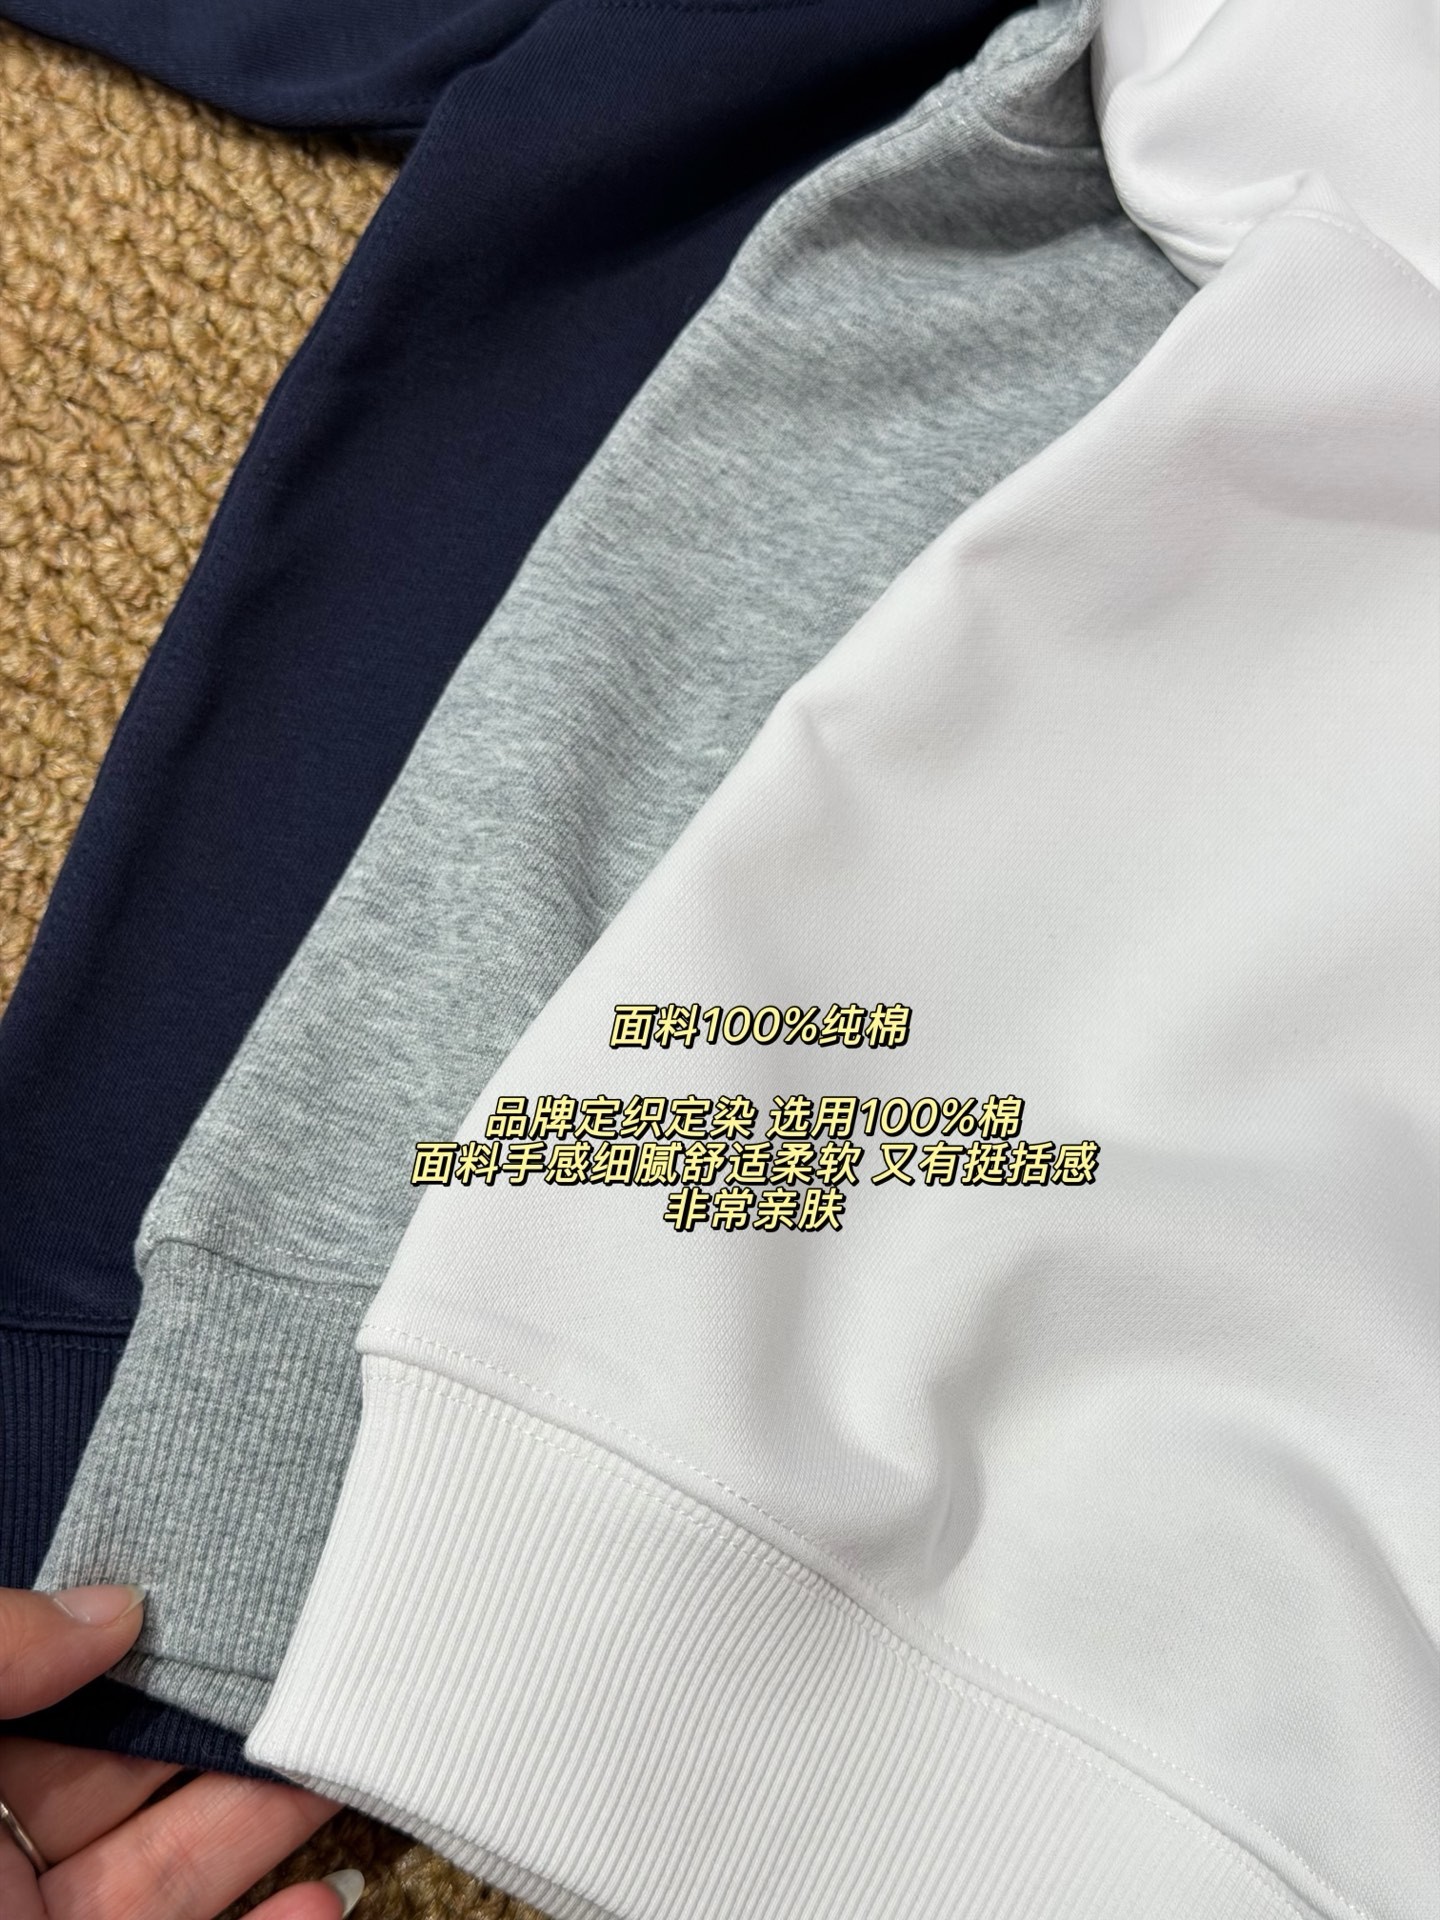 面料100%纯棉
品牌定织定染 选用100%棉
面料手感细腻舒适柔软 又有挺括感
非常亲肤